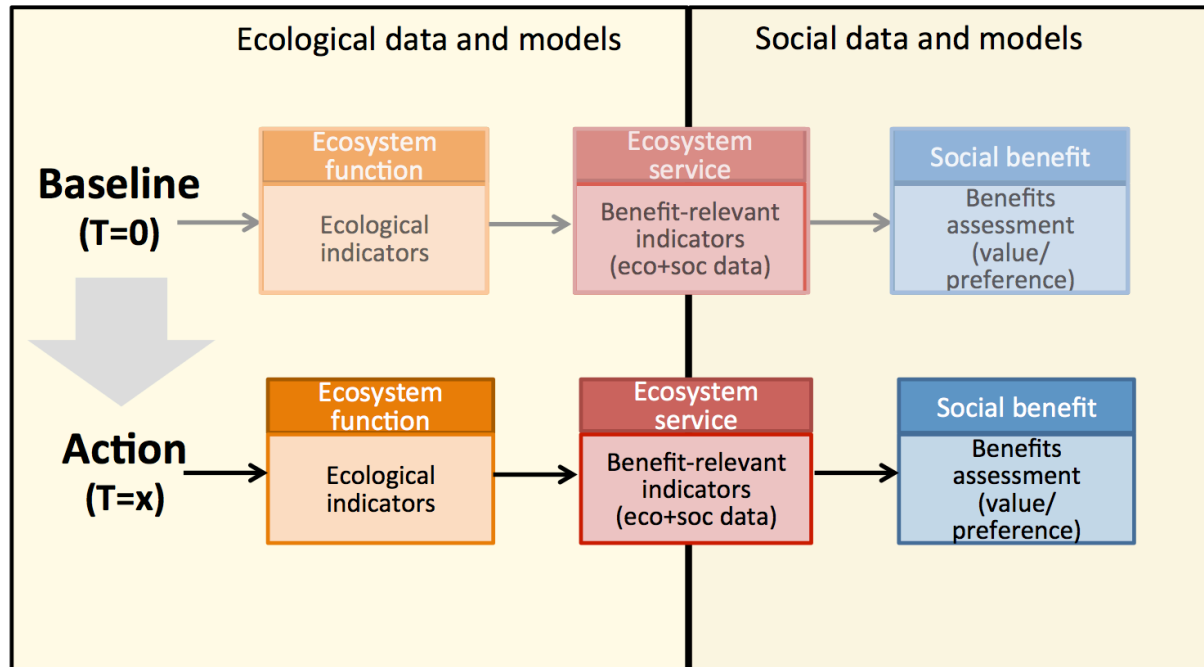 Ecological data and models
Social data and models
Baseline
(T=0)
Ecosystem
function
Ecological
indicators
Ecosystem
service
Benefit-relevant
indicators
(eco+soc data)
Social benefit
Benefits
assessment
(value/
preference)
Action
(T=x)
Ecosystem
function
Ecological
indicators
Ecosystem
service
Benefit-relevant
indicators
(eco+soc data)
Social benefit
Benefits
assessment
(value/
preference)